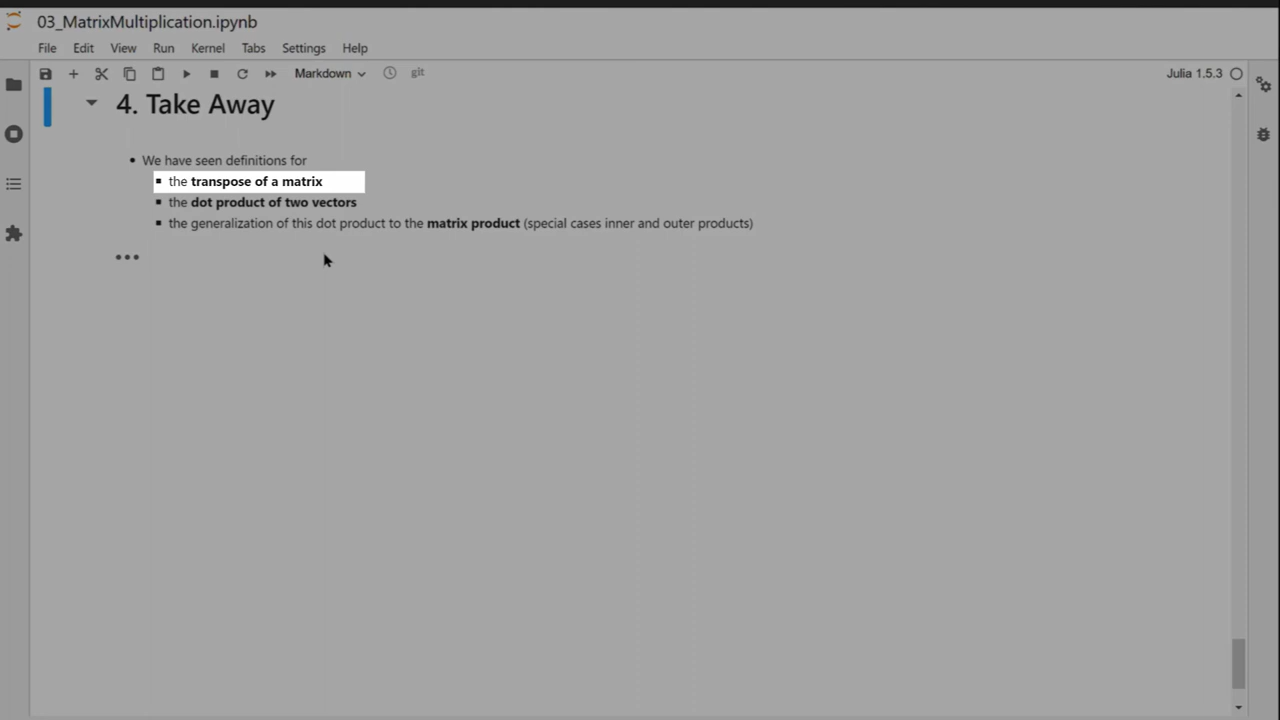 03_MatrixMultiplication.ipynb
File Edit View Run Kernel Tabs Settings Help
Markdown git Julia 1.5.3
4. Take Away
• We have seen definitions for
▪ the transpose of a matrix
▪ the dot product of two vectors
▪ the generalization of this dot product to the matrix product (special cases inner and outer products)
•••